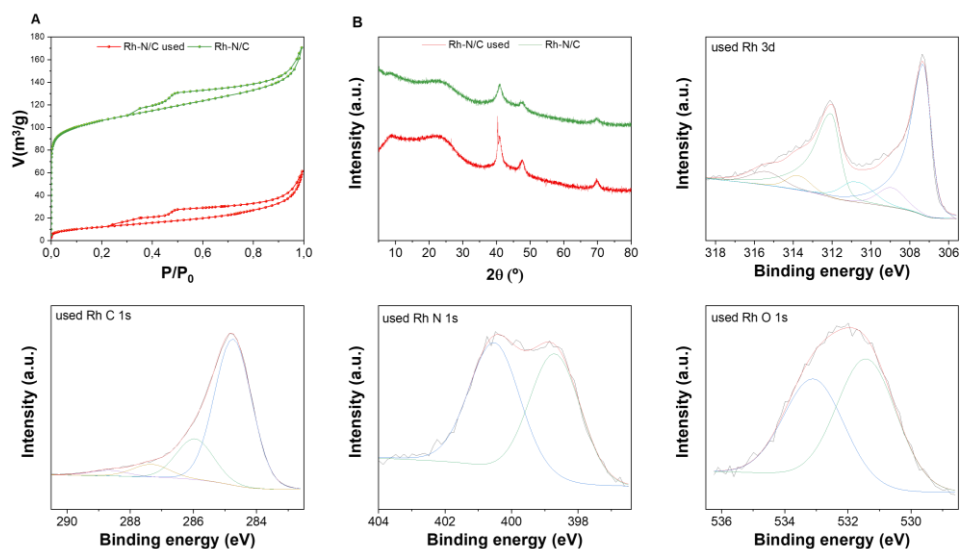 A
Rh-N/C used Rh-N/C
V(m³/g)
180
160
140
120
100
80
60
40
20
0
0,0 0,2 0,4 0,6 0,8 1,0
P/P₀
B
Rh-N/C used Rh-N/C
Intensity (a.u.)
10 20 30 40 50 60 70 80
2θ (º)
used Rh 3d
Intensity (a.u.)
318 316 314 312 310 308 306
Binding energy (eV)
used Rh C 1s
Intensity (a.u.)
290 288 286 284
Binding energy (eV)
used Rh N 1s
Intensity (a.u.)
404 402 400 398
Binding energy (eV)
used Rh O 1s
Intensity (a.u.)
536 534 532 530
Binding energy (eV)